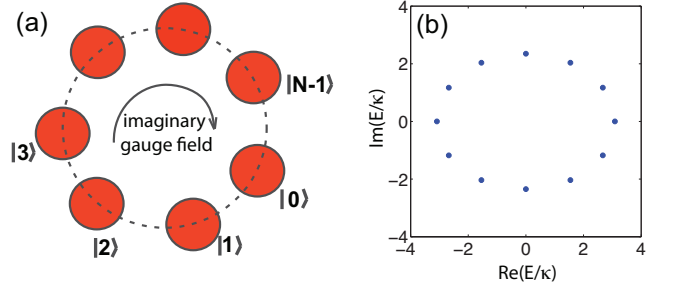 (a)
|N-1⟩
imaginary
gauge field
|3⟩
|0⟩
|2⟩
|1⟩
(b)
4
2
0
−2
−4
Im(E/κ)
−4
−2
0
2
4
Re(E/κ)